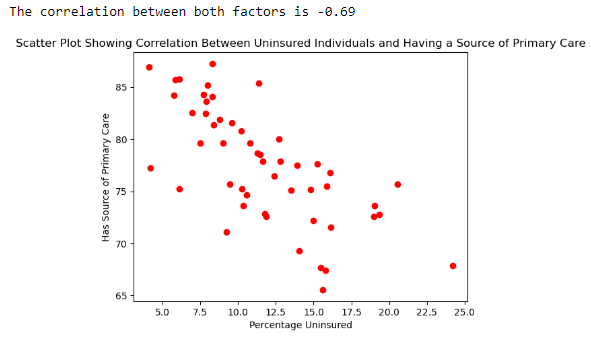 The correlation between both factors is -0.69
Scatter Plot Showing Correlation Between Uninsured Individuals and Having a Source of Primary Care
85
80
75
70
65
Has Source of Primary Care
5.0 7.5 10.0 12.5 15.0 17.5 20.0 22.5 25.0
Percentage Uninsured